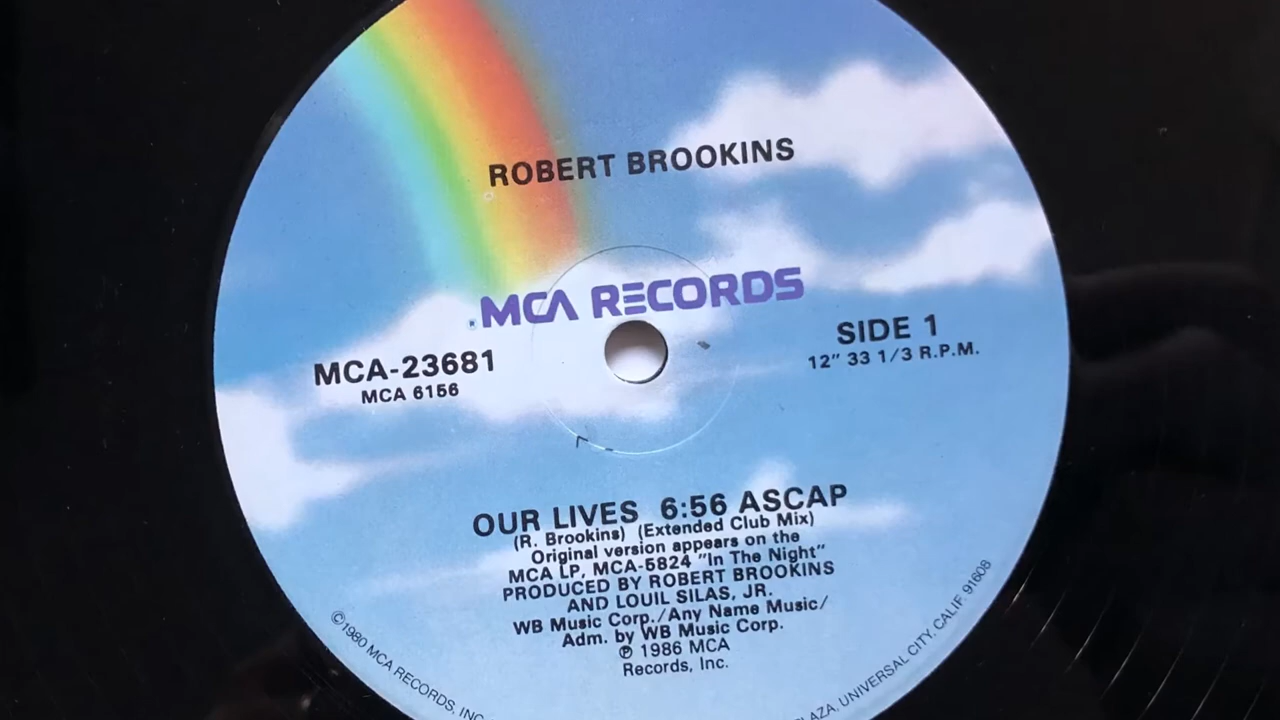 ROBERT BROOKINS
MCA RECORDS
MCA-23681
MCA 6156
SIDE 1
12" 33 1/3 R.P.M.
OUR LIVES 6:56 ASCAP
(R. Brookins) (Extended Club Mix)
Original version appears on the
MCA LP, MCA-5824 "In The Night"
PRODUCED BY ROBERT BROOKINS
AND LOUIL SILAS, JR.
WB Music Corp./Any Name Music/
Adm. by WB Music Corp.
℗ 1986 MCA
Records, Inc.
©1980 MCA RECORDS, INC
UNIVERSAL CITY, CALIF. 91608